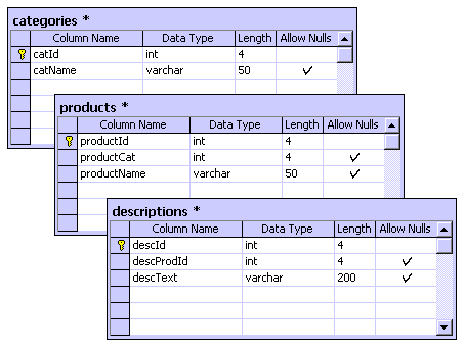 categories *
Column Name Data Type Length Allow Nulls
catId int 4
catName varchar 50
products *
Column Name Data Type Length Allow Nulls
productId int 4
productCat int 4
productName varchar 50
descriptions *
Column Name Data Type Length Allow Nulls
descId int 4
descProdId int 4
descText varchar 200